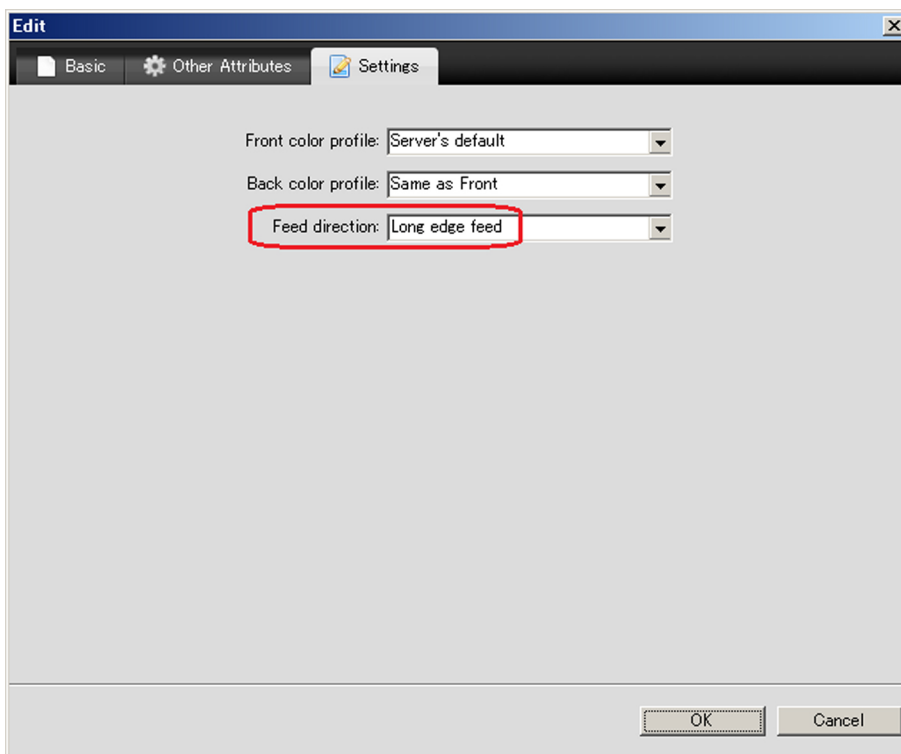 Edit
Basic Other Attributes Settings
Front color profile: Server's default
Back color profile: Same as Front
Feed direction: Long edge feed
OK Cancel